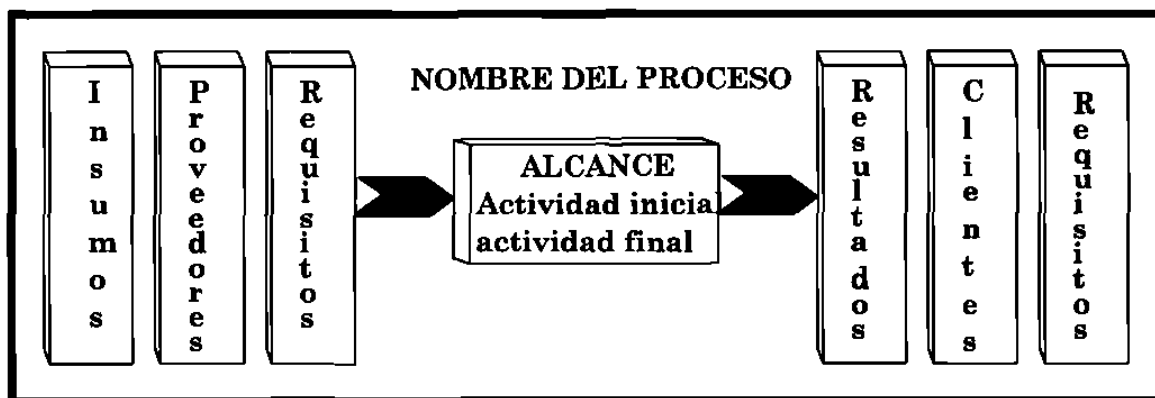 Insumos
Proveedores
Requisitos
NOMBRE DEL PROCESO
ALCANCE
Actividad inicial
actividad final
Resultados
Clientes
Requisitos